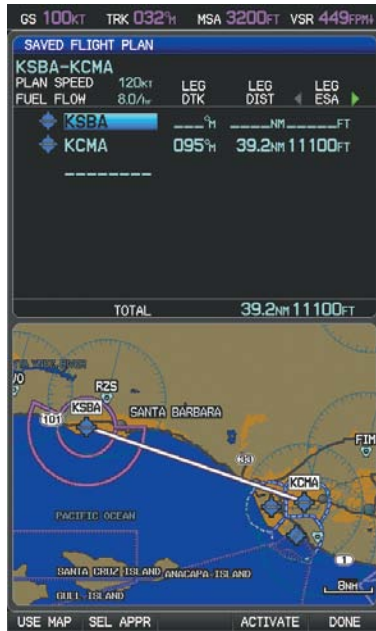 GS 100KT TRK 032°M MSA 3200FT VSR 449FPM↓
SAVED FLIGHT PLAN
KSBA-KCMA
PLAN SPEED 120KT LEG LEG LEG
FUEL FLOW 8.0/hr DTK DIST ESA
KSBA ___°M ____NM _____FT
KCMA 095°M 39.2NM 11100FT
________
TOTAL 39.2NM 11100FT
RZS
KSBA
101
SANTA BARBARA
33
FIM
KCMA
PACIFIC OCEAN
1
SANTA CRUZ ISLAND
ANACAPA ISLAND
GULL ISLAND
8NM
USE MAP SEL APPR ACTIVATE DONE